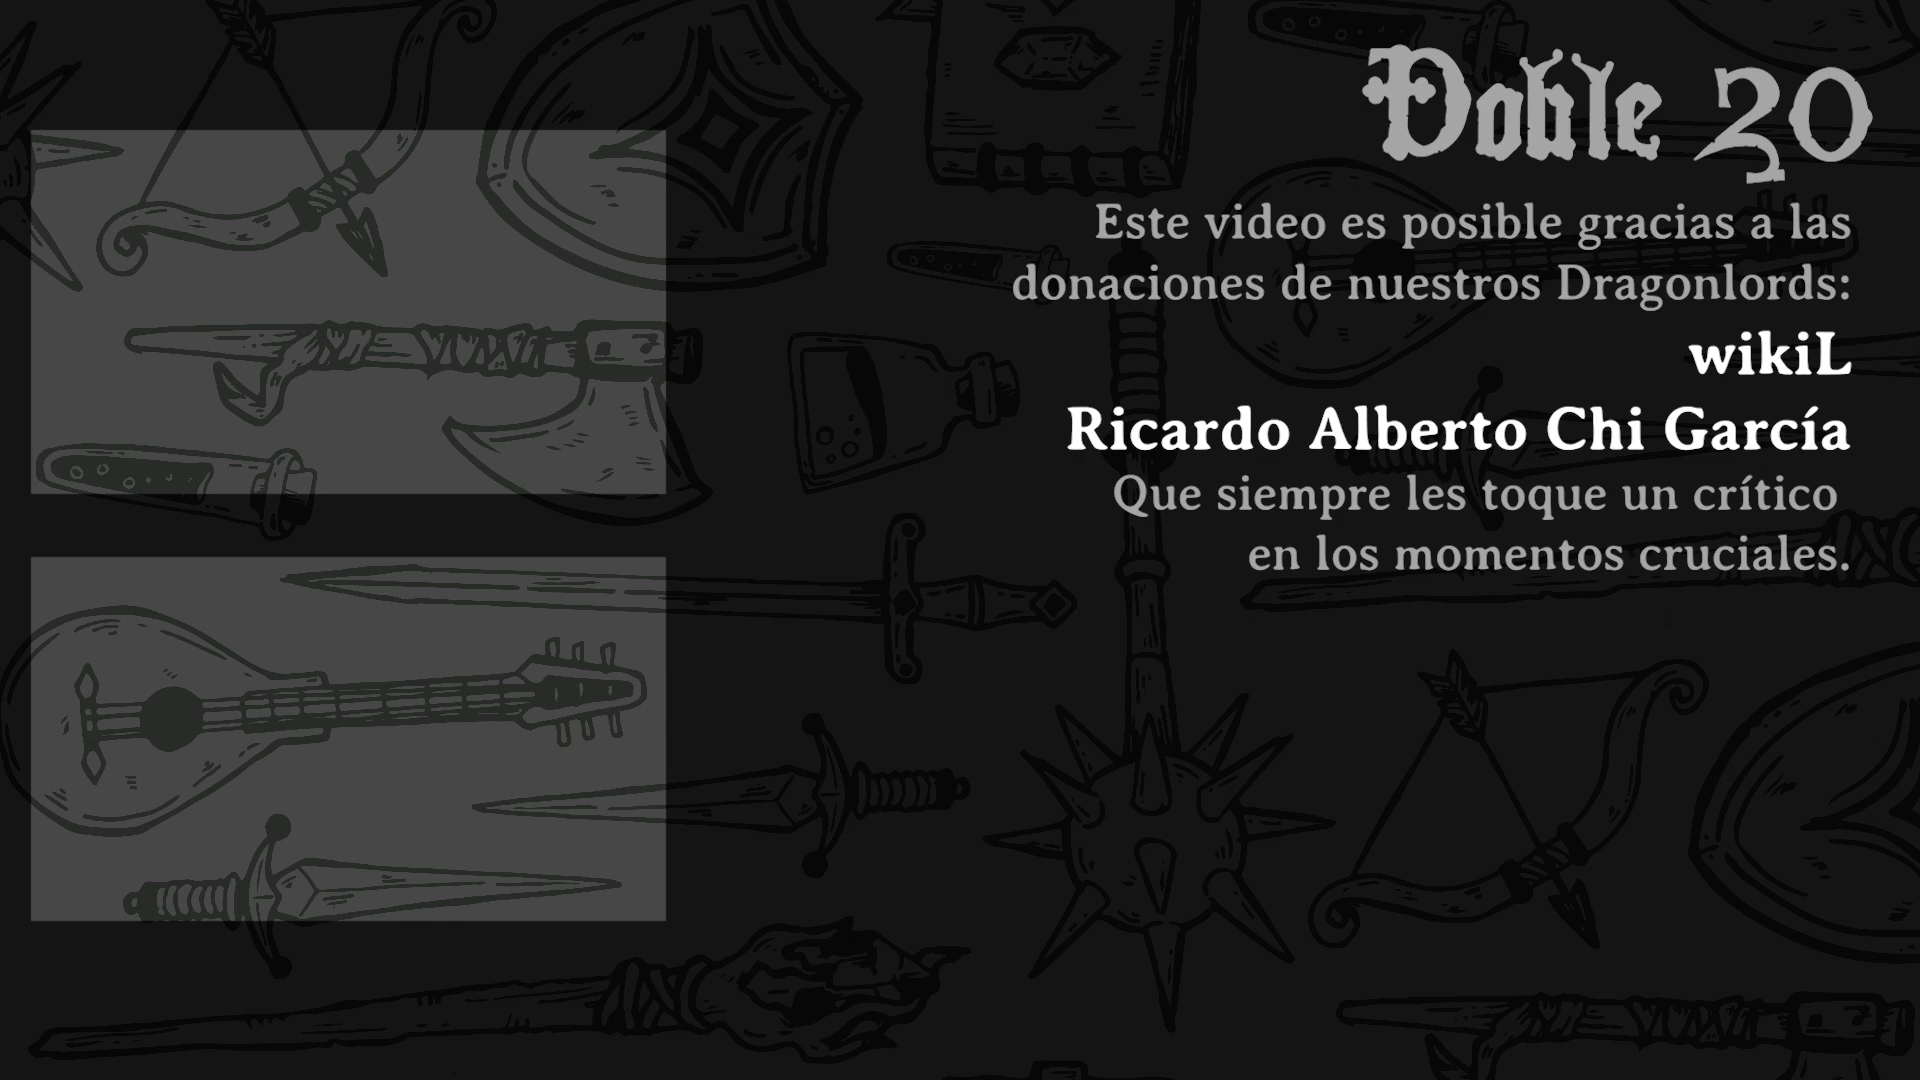 Doble 20
Este video es posible gracias a las
donaciones de nuestros Dragonlords:
wikiL
Ricardo Alberto Chi García
Que siempre les toque un crítico
en los momentos cruciales.